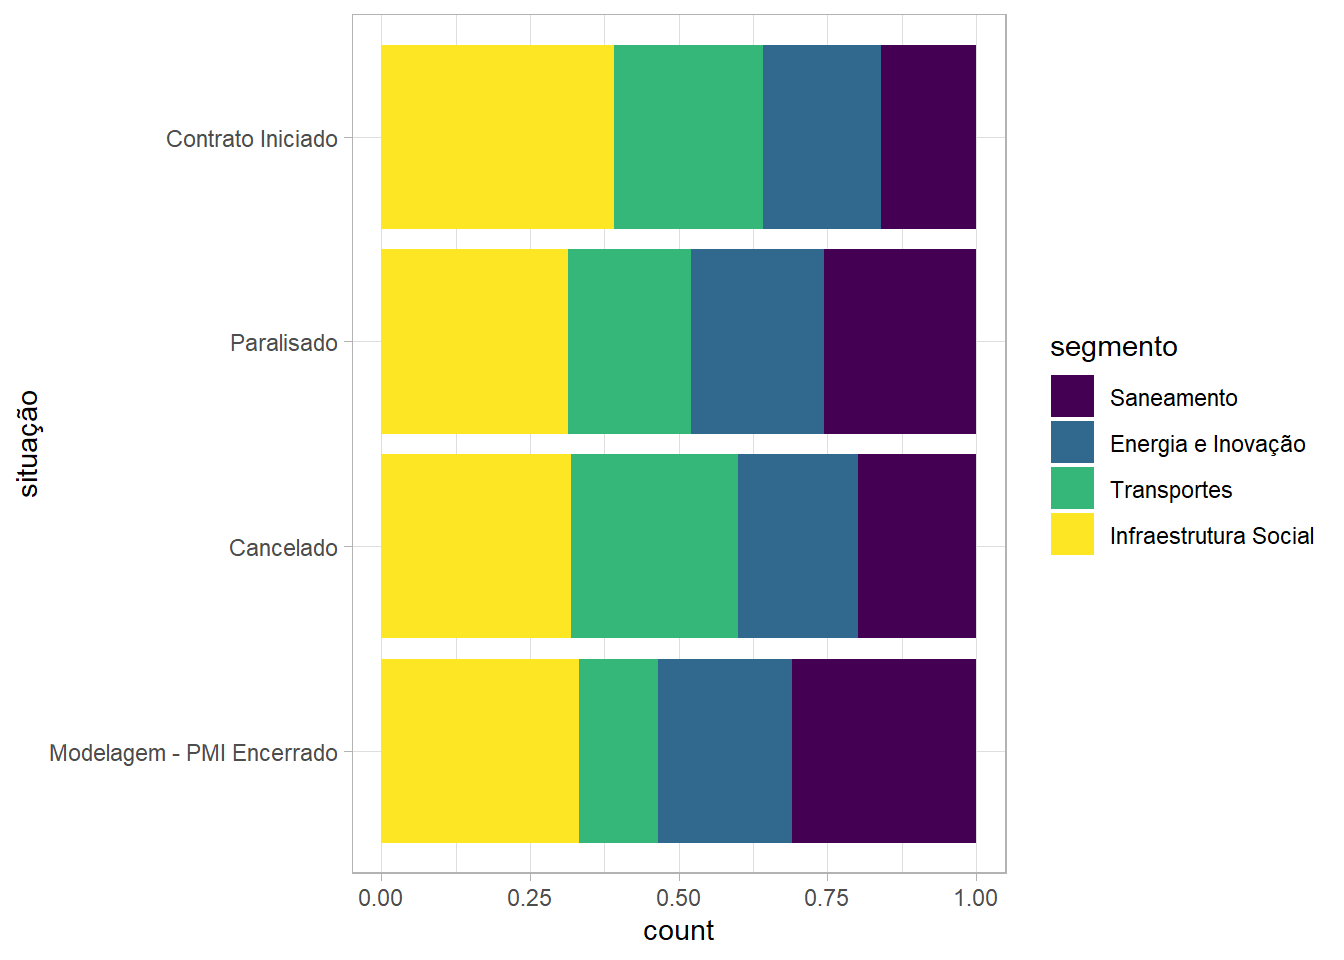 Contrato Iniciado
Paralisado
Cancelado
Modelagem - PMI Encerrado
situação
0.00 0.25 0.50 0.75 1.00
count
segmento
Saneamento
Energia e Inovação
Transportes
Infraestrutura Social